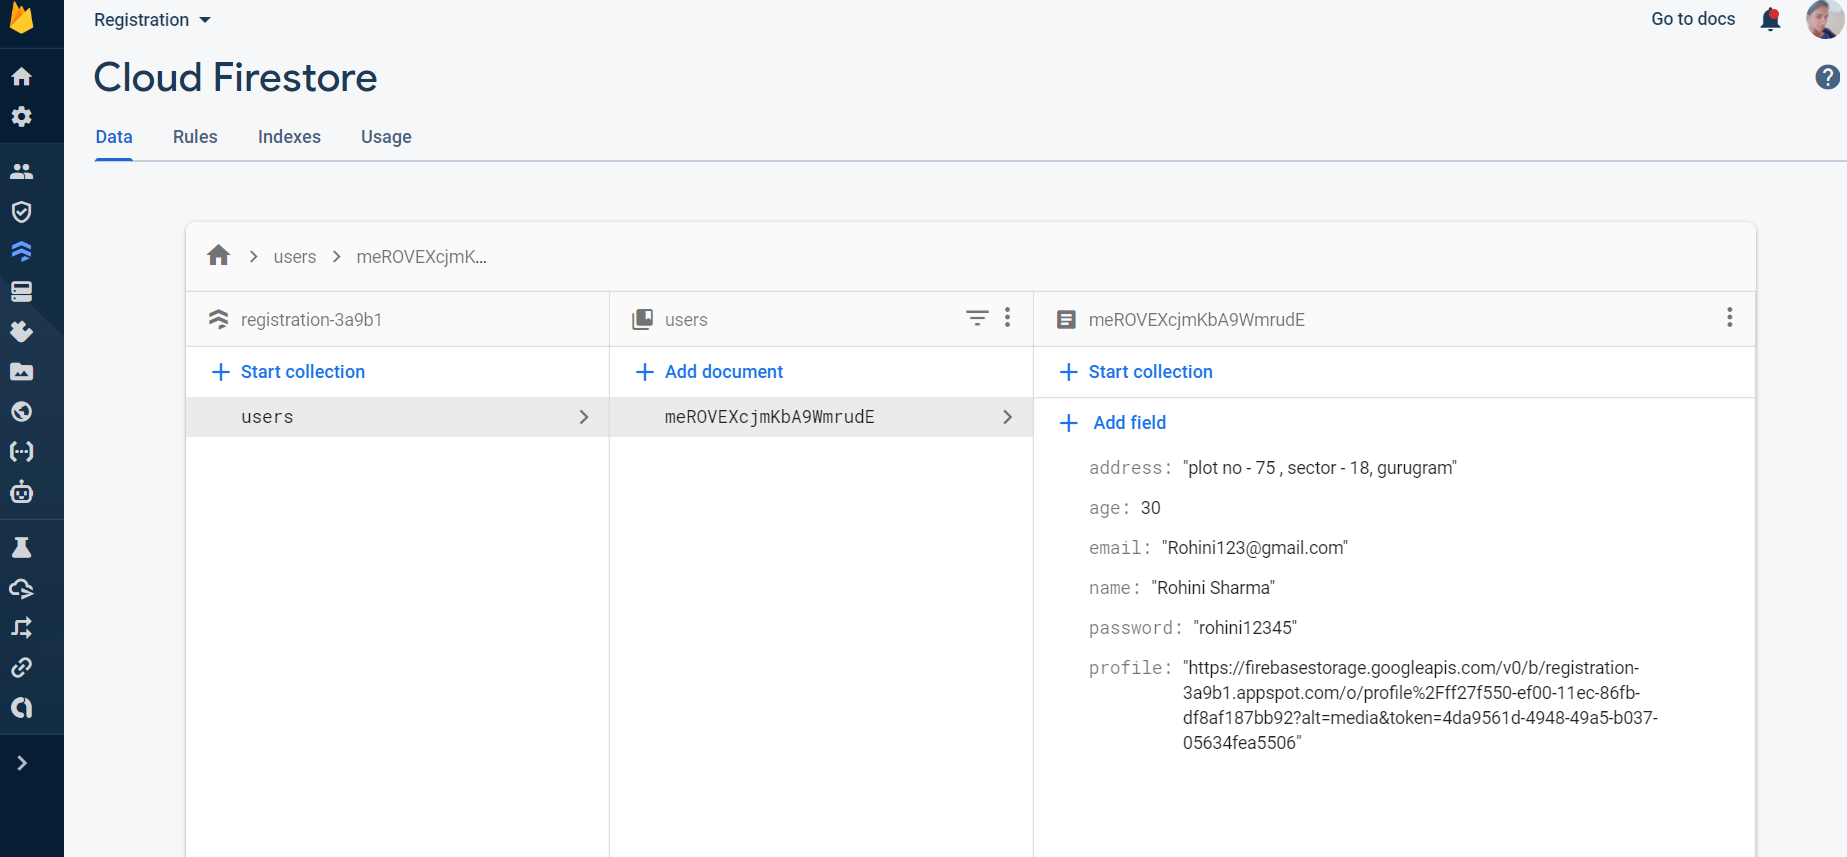 Registration
Go to docs
Cloud Firestore
Data Rules Indexes Usage
users meROVEXcjmK...
registration-3a9b1
users
meROVEXcjmKbA9WmrudE
Start collection
Add document
Start collection
users
meROVEXcjmKbA9WmrudE
Add field
address: "plot no - 75 , sector - 18, gurugram"
age: 30
email: "Rohini123@gmail.com"
name: "Rohini Sharma"
password: "rohini12345"
profile: "https://firebasestorage.googleapis.com/v0/b/registration-
3a9b1.appspot.com/o/profile%2Fff27f550-ef00-11ec-86fb-
df8af187bb92?alt=media&token=4da9561d-4948-49a5-b037-
05634fea5506"